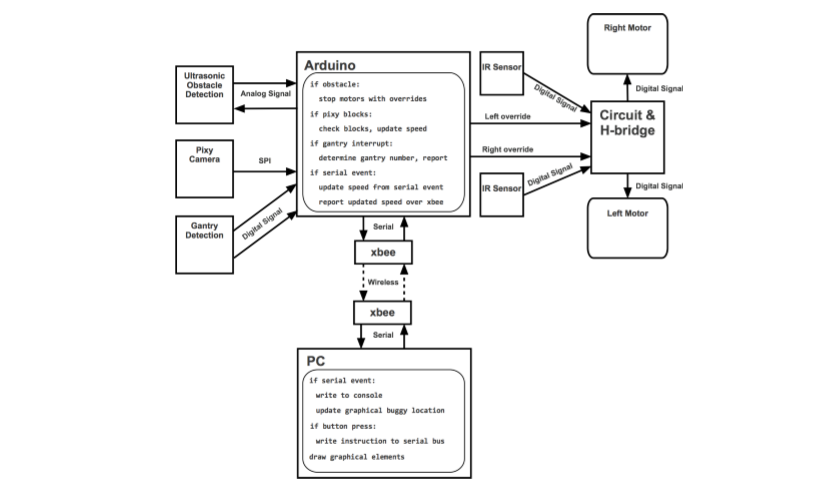 Right Motor
Arduino
IR Sensor
Ultrasonic
Obstacle
Detection
Analog Signal
if obstacle:
stop motors with overrides
if pixy blocks:
check blocks, update speed
if gantry interrupt:
determine gantry number, report
if serial event:
update speed from serial event
report updated speed over xbee
Digital Signal
Digital Signal
Left override
Circuit &
H-bridge
Pixy
Camera
SPI
Right override
Digital Signal
IR Sensor
Digital Signal
Left Motor
Gantry
Detection
Digital Signal
Serial
xbee
Wireless
xbee
Serial
PC
if serial event:
write to console
update graphical buggy location
if button press:
write instruction to serial bus
draw graphical elements